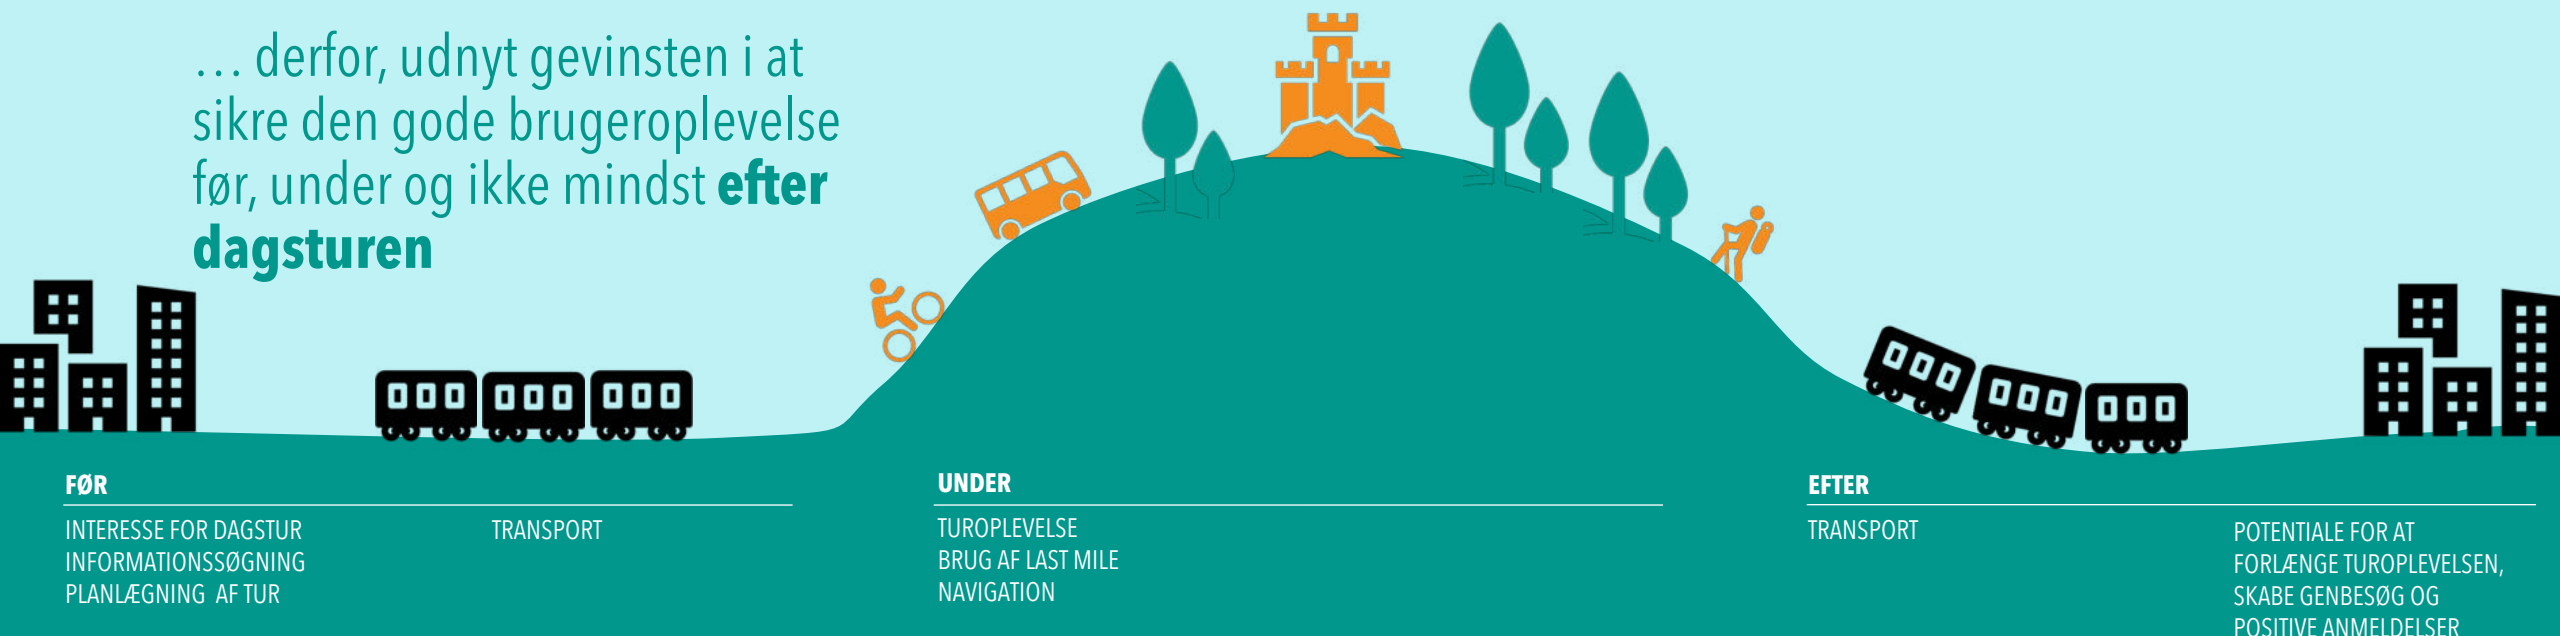 ... derfor, udnyt gevinsten i at
sikre den gode brugeroplevelse
før, under og ikke mindst efter
dagsturen
FØR
INTERESSE FOR DAGSTUR
INFORMATIONSSØGNING
PLANLÆGNING AF TUR
TRANSPORT
UNDER
TUROPLEVELSE
BRUG AF LAST MILE
NAVIGATION
EFTER
TRANSPORT
POTENTIALE FOR AT
FORLÆNGE TUROPLEVELSEN,
SKABE GENBESØG OG
POSITIVE ANMELDELSER